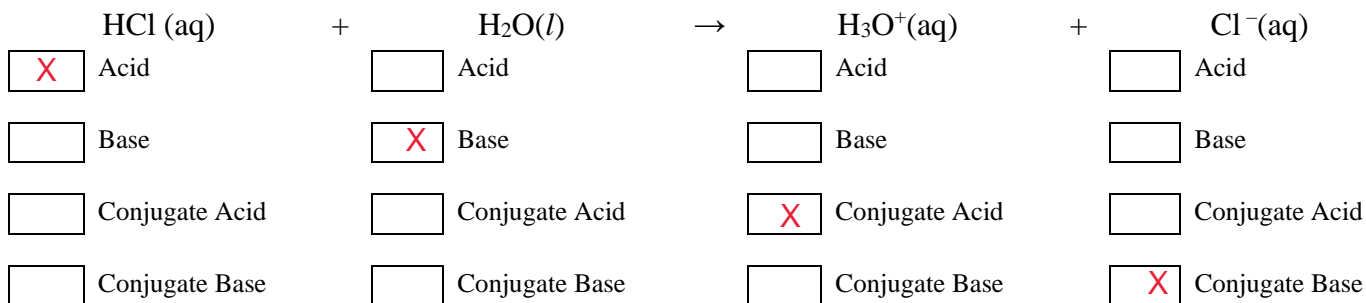 HCl (aq) + H₂O(l) → H₃O⁺(aq) + Cl⁻(aq)
X Acid Acid Acid Acid
Base X Base Base Base
Conjugate Acid Conjugate Acid X Conjugate Acid Conjugate Acid
Conjugate Base Conjugate Base Conjugate Base X Conjugate Base